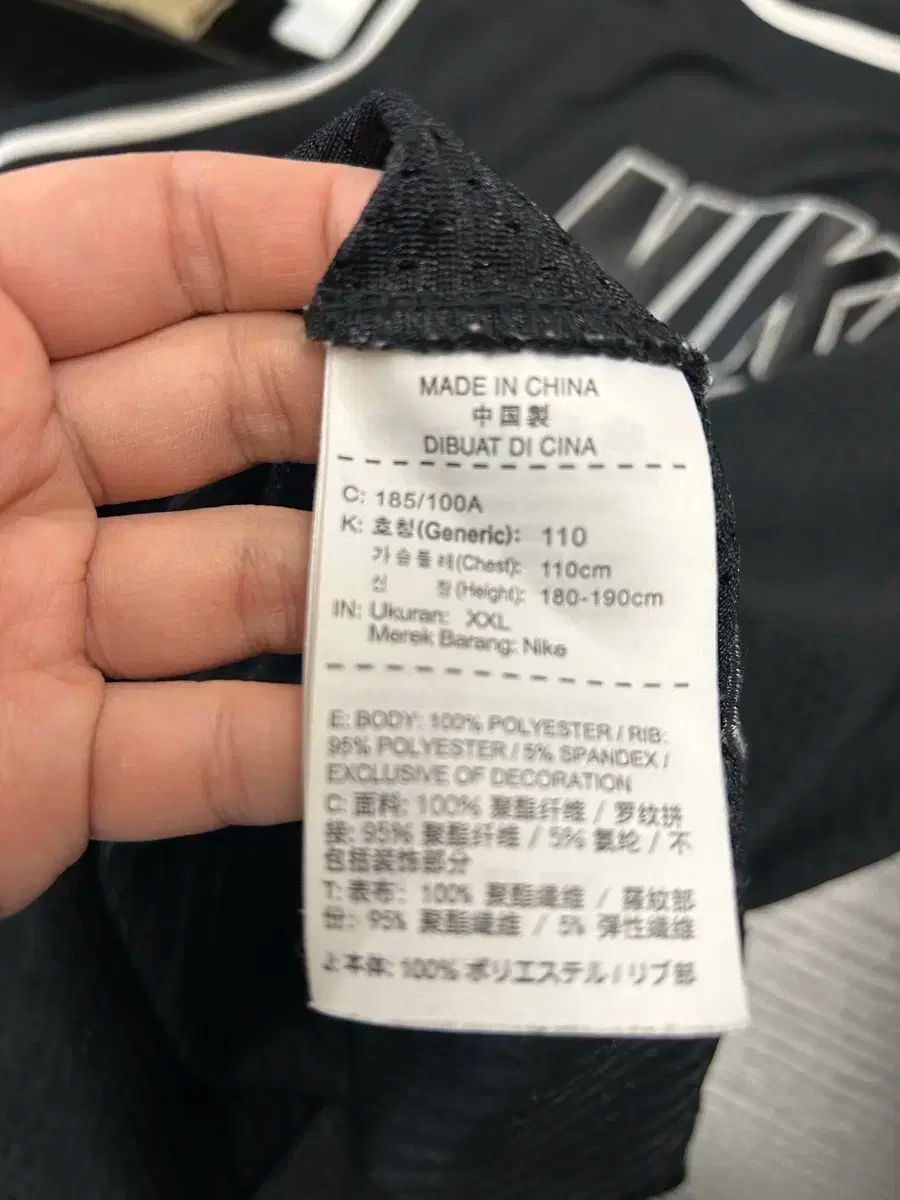 NIK
MADE IN CHINA
中国製
DIBUAT DI CINA
C: 185/100A
K: 호칭(Generic): 110
가슴둘레(Chest): 110cm
신 장(Height): 180-190cm
IN: Ukuran: XXL
Merek Barang: Nike
E: BODY: 100% POLYESTER / RIB:
95% POLYESTER / 5% SPANDEX /
EXCLUSIVE OF DECORATION
C: 面料: 100% 聚酯纤维 / 罗纹拼
接: 95% 聚酯纤维 / 5% 氨纶 / 不
包括装饰部分
T: 表布: 100% 聚酯纖維 / 羅紋部
份: 95% 聚酯纖維 / 5% 弹性纖維
J: 本体: 100% ポリエステル / リブ部